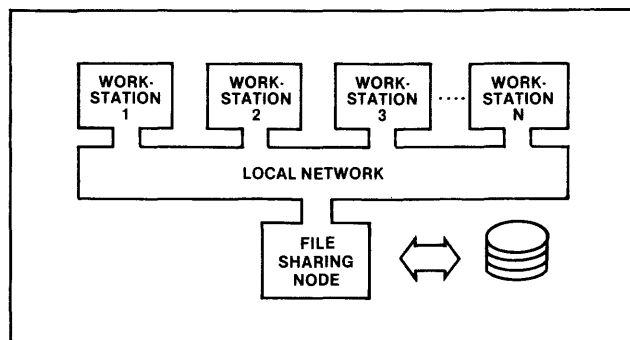 WORK-
STATION
1
WORK-
STATION
2
WORK-
STATION
3
....
WORK-
STATION
N
LOCAL NETWORK
FILE
SHARING
NODE